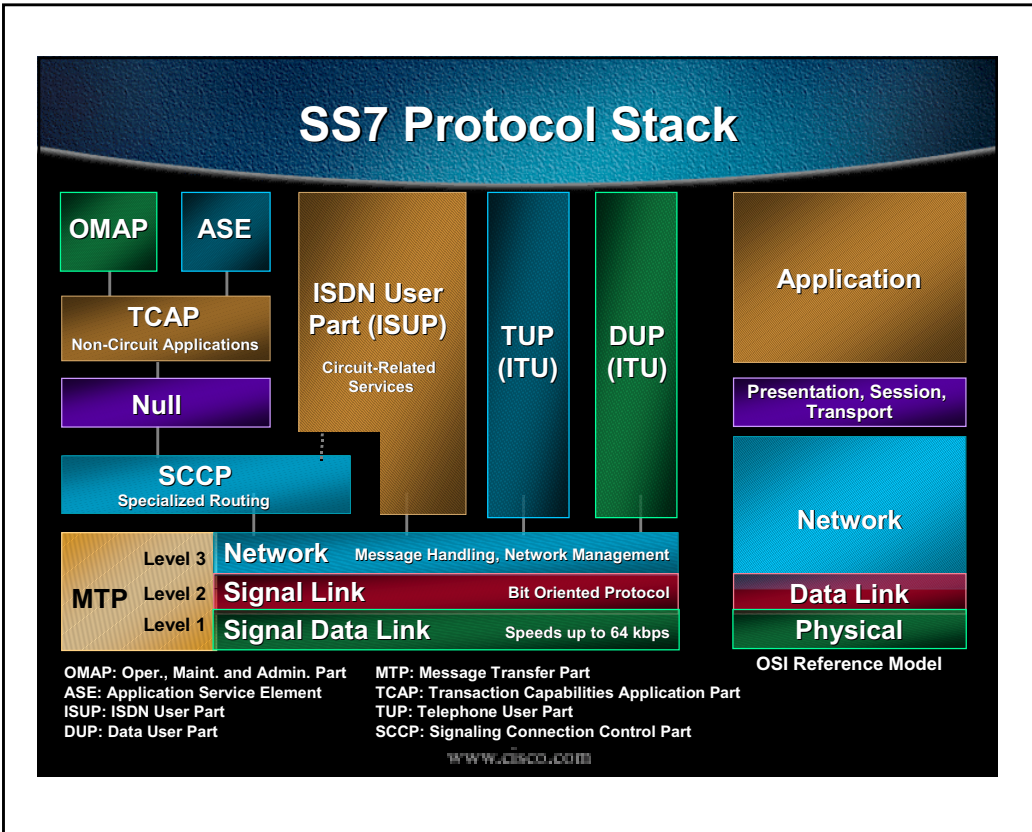 SS7 Protocol Stack
OMAP
ASE
TCAP
Non-Circuit Applications
Null
SCCP
Specialized Routing
ISDN User
Part (ISUP)
Circuit-Related
Services
TUP
(ITU)
DUP
(ITU)
MTP
Level 3
Network
Message Handling, Network Management
Level 2
Signal Link
Bit Oriented Protocol
Level 1
Signal Data Link
Speeds up to 64 kbps
Application
Presentation, Session,
Transport
Network
Data Link
Physical
OSI Reference Model
OMAP: Oper., Maint. and Admin. Part
ASE: Application Service Element
ISUP: ISDN User Part
DUP: Data User Part
MTP: Message Transfer Part
TCAP: Transaction Capabilities Application Part
TUP: Telephone User Part
SCCP: Signaling Connection Control Part
www.cisco.com